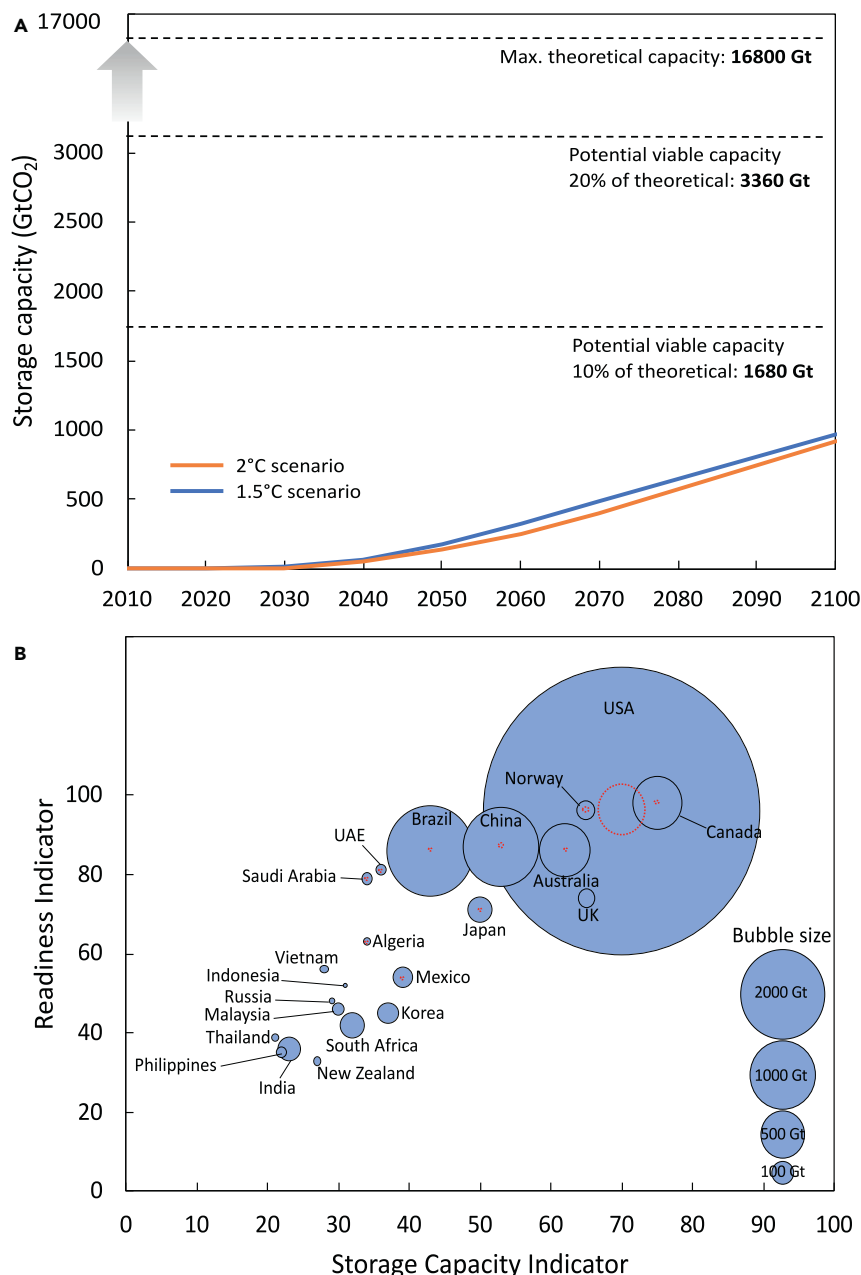 A
17000
Max. theoretical capacity: 16800 Gt
3000
Potential viable capacity
20% of theoretical: 3360 Gt
2500
2000
Storage capacity (GtCO2)
Potential viable capacity
10% of theoretical: 1680 Gt
1500
1000
2°C scenario
1.5°C scenario
500
0
2010 2020 2030 2040 2050 2060 2070 2080 2090 2100
B
USA
Norway
100
Brazil
China
Canada
UAE
80
Saudi Arabia
Australia
UK
Japan
Algeria
Bubble size
60
Vietnam
Indonesia
Mexico
2000 Gt
Russia
Malaysia
Korea
Readiness Indicator
40
Thailand
South Africa
Philippines
New Zealand
India
1000 Gt
20
500 Gt
100 Gt
0
0 10 20 30 40 50 60 70 80 90 100
Storage Capacity Indicator